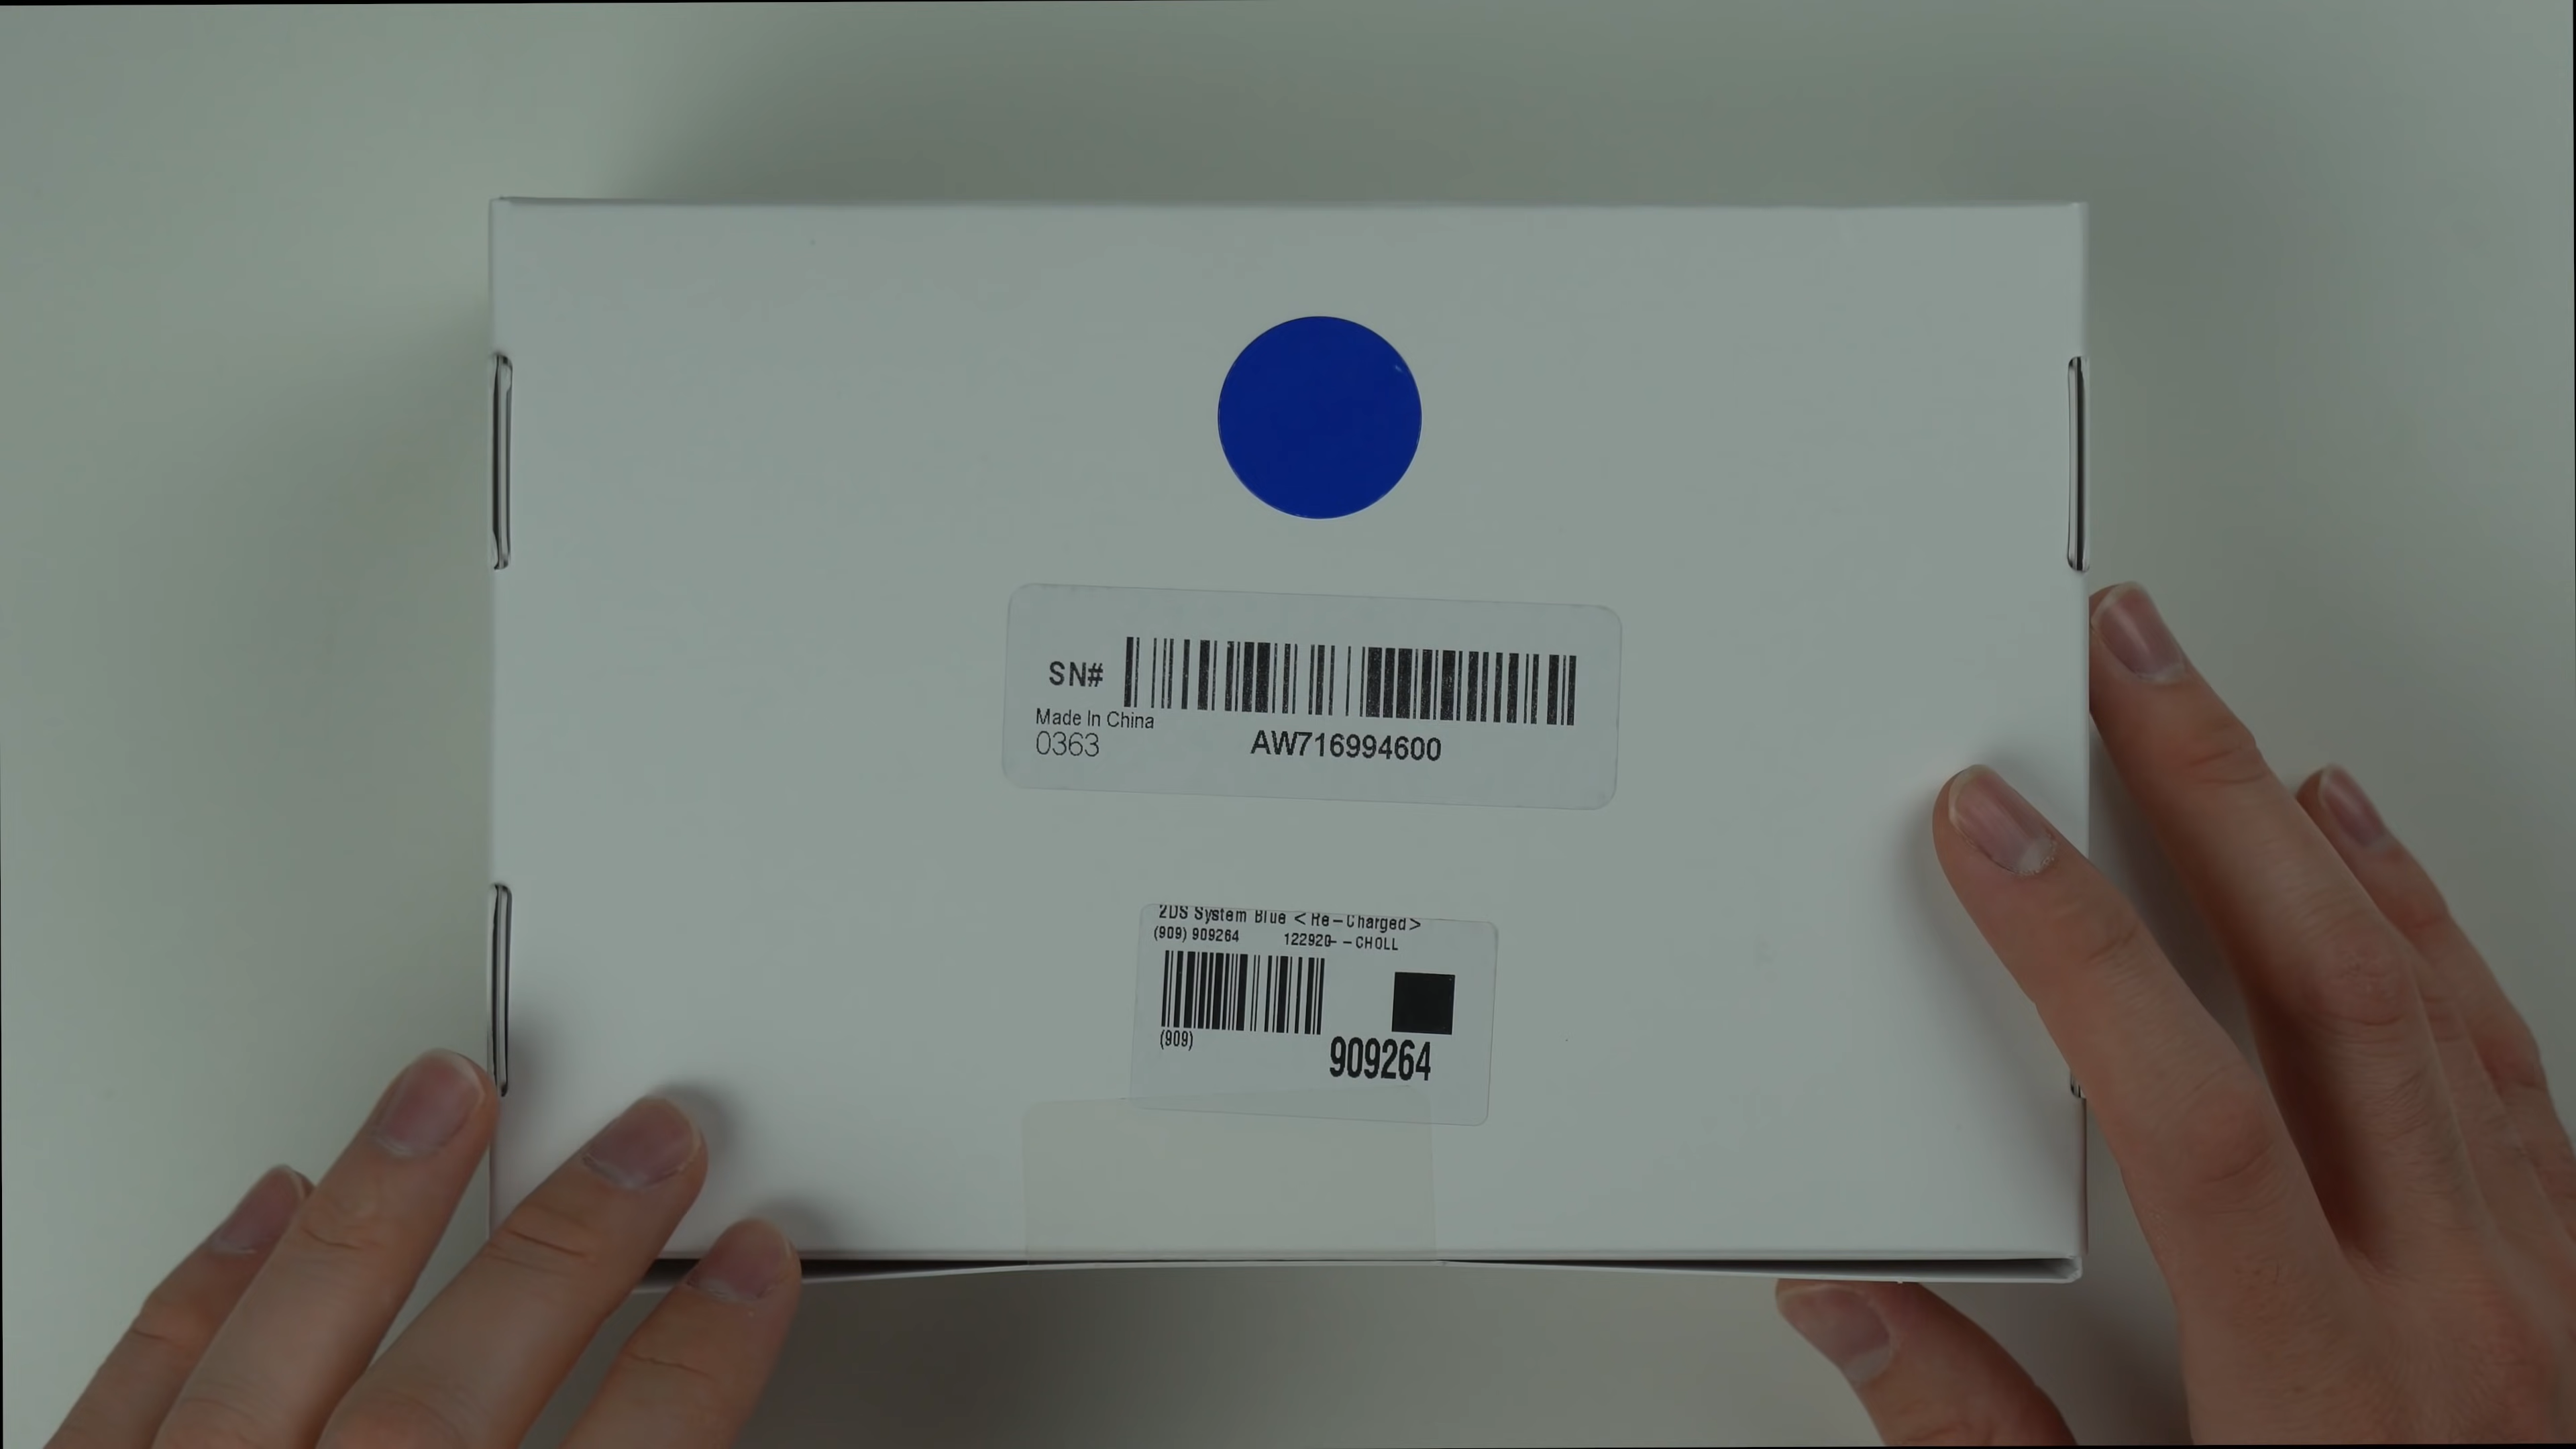 SN#
Made In China
0363
AW716994600
2DS System Blue <Re-Charged>
(909) 909264 122920- -CHOLL
(909)
909264